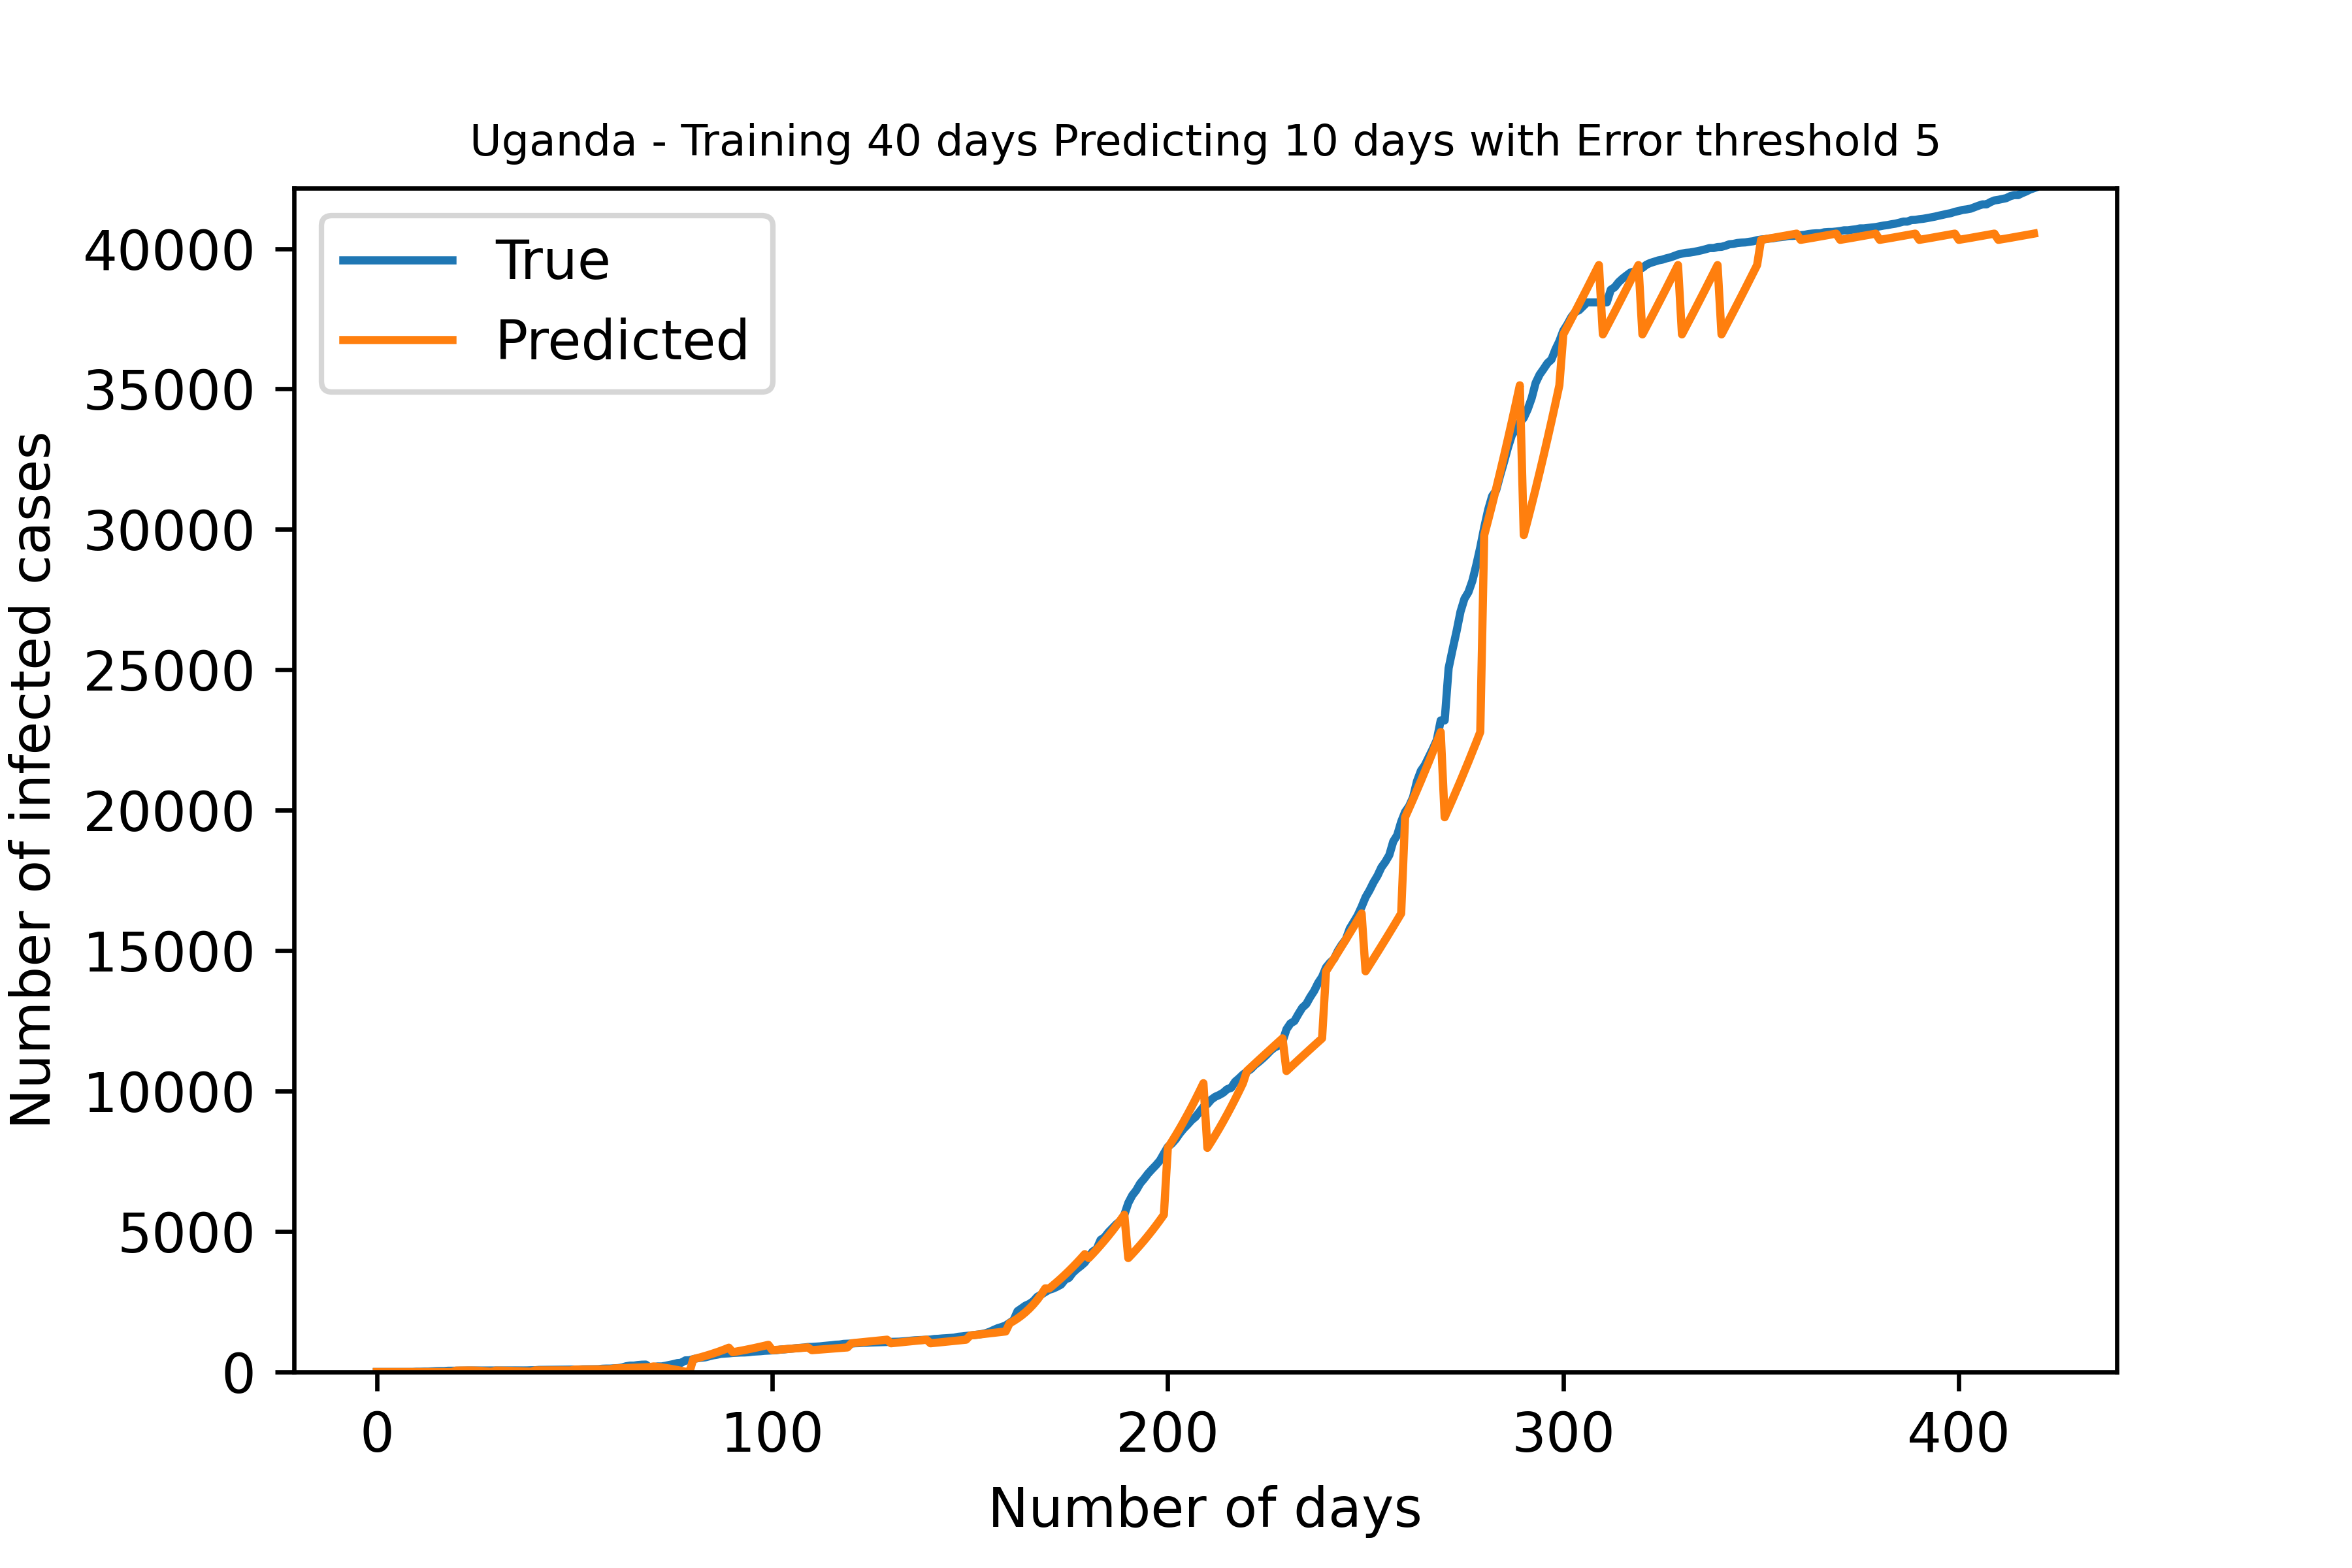 Uganda - Training 40 days Predicting 10 days with Error threshold 5
True
Predicted
Number of infected cases
40000
35000
30000
25000
20000
15000
10000
5000
0
0 100 200 300 400
Number of days